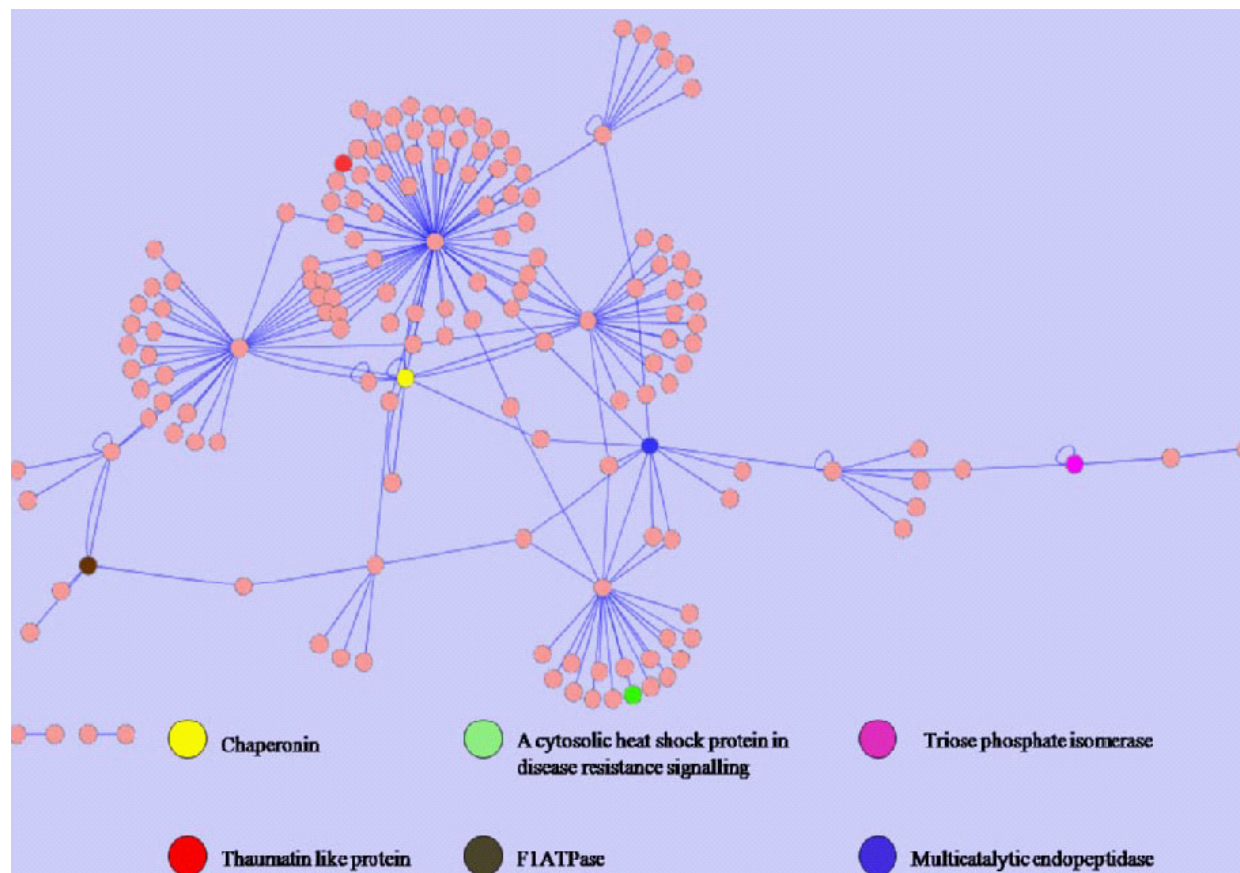 Chaperonin
A cytosolic heat shock protein in
disease resistance signalling
Triose phosphate isomerase
Thaumatin like protein
F1ATPase
Multicatalytic endopeptidase